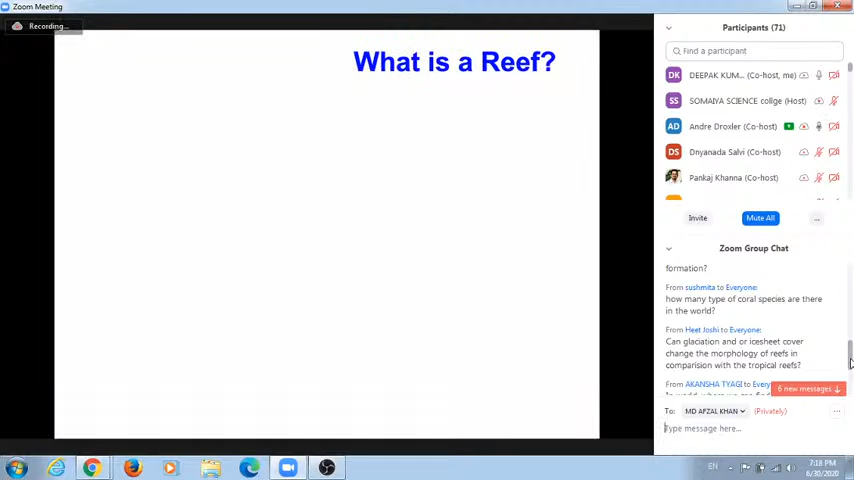 Zoom Meeting
Recording...
What is a Reef?
Participants (71)
Find a participant
DK DEEPAK KUM... (Co-host, me)
SS SOMAIYA SCIENCE collge (Host)
AD Andre Droxler (Co-host)
DS Dnyanada Salvi (Co-host)
Pankaj Khanna (Co-host)
Invite Mute All ...
Zoom Group Chat
formation?
From sushmita to Everyone:
how many type of coral species are there
in the world?
From Heet Joshi to Everyone:
Can glaciation and or icesheet cover
change the morphology of reefs in
comparision with the tropical reefs?
From AKANSHA TYAGI to Every
6 new messages
To: MD AFZAL KHAN (Privately)
Type message here...
EN
7:18 PM
6/30/2020